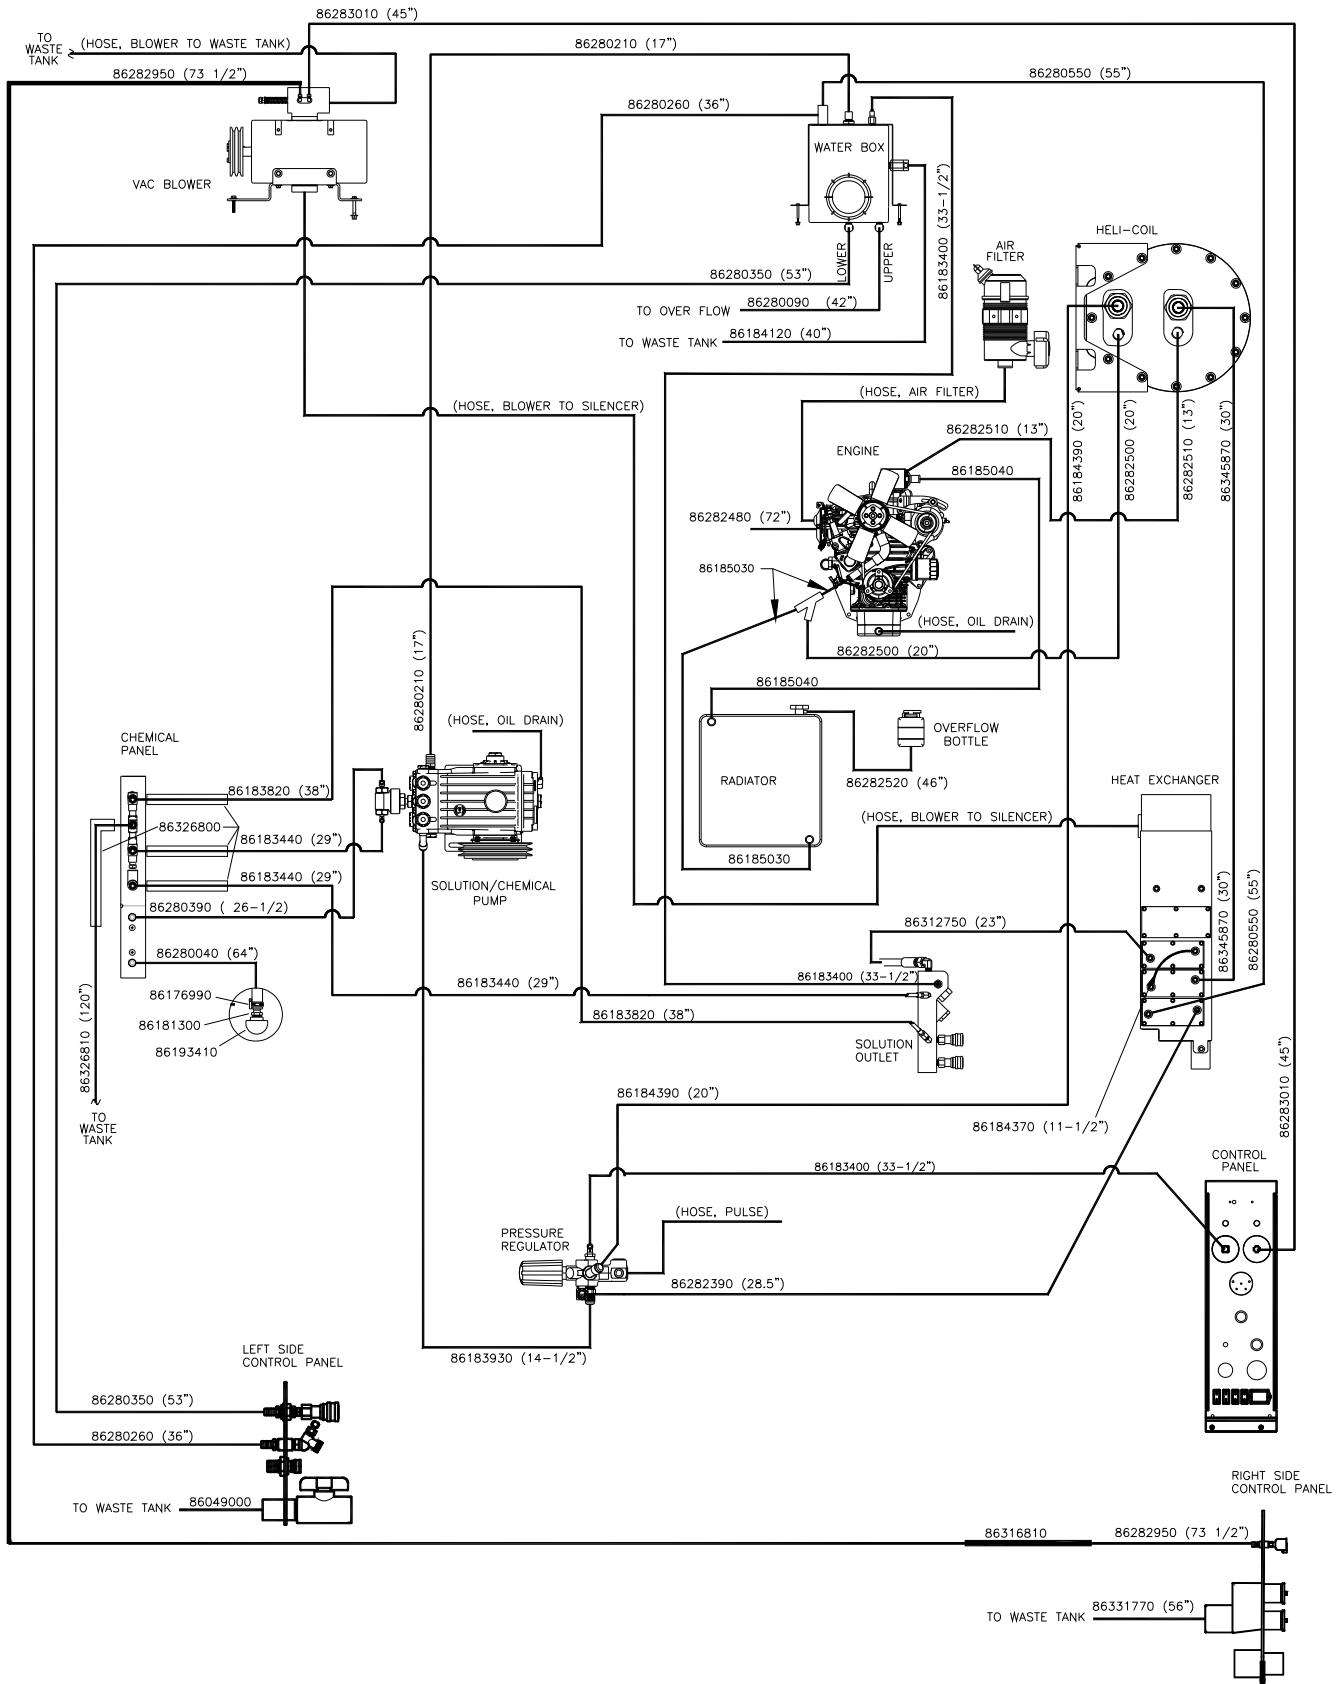 86283010 (45")
TO
WASTE
TANK
(HOSE, BLOWER TO WASTE TANK)
86280210 (17")
86282950 (73 1/2")
86280550 (55")
86280260 (36")
WATER BOX
VAC BLOWER
86183400 (33-1/2")
HELI-COIL
AIR
FILTER
LOWER
UPPER
86280350 (53")
TO OVER FLOW
86280090 (42")
TO WASTE TANK
86184120 (40")
(HOSE, AIR FILTER)
(HOSE, BLOWER TO SILENCER)
86184390 (20")
86282500 (20")
86282510 (13")
86345870 (30")
86282510 (13")
ENGINE
86185040
86282480 (72")
86185030
(HOSE, OIL DRAIN)
86282500 (20")
86280210 (17")
86185040
(HOSE, OIL DRAIN)
OVERFLOW
BOTTLE
CHEMICAL
PANEL
RADIATOR
86282520 (46")
HEAT EXCHANGER
86183820 (38")
(HOSE, BLOWER TO SILENCER)
86326800
86183440 (29")
86185030
86183440 (29")
SOLUTION/CHEMICAL
PUMP
86280390 ( 26-1/2)
86312750 (23")
86345870 (30")
86280550 (55")
86280040 (64")
86183400 (33-1/2")
86183440 (29")
86176990
86181300
86183820 (38")
86193410
86326810 (120")
SOLUTION
OUTLET
86184390 (20")
86283010 (45")
TO
WASTE
TANK
86184370 (11-1/2")
CONTROL
PANEL
86183400 (33-1/2")
(HOSE, PULSE)
PRESSURE
REGULATOR
86282390 (28.5")
LEFT SIDE
CONTROL PANEL
86183930 (14-1/2")
86280350 (53")
86280260 (36")
RIGHT SIDE
CONTROL PANEL
TO WASTE TANK
86049000
86316810
86282950 (73 1/2")
TO WASTE TANK
86331770 (56")